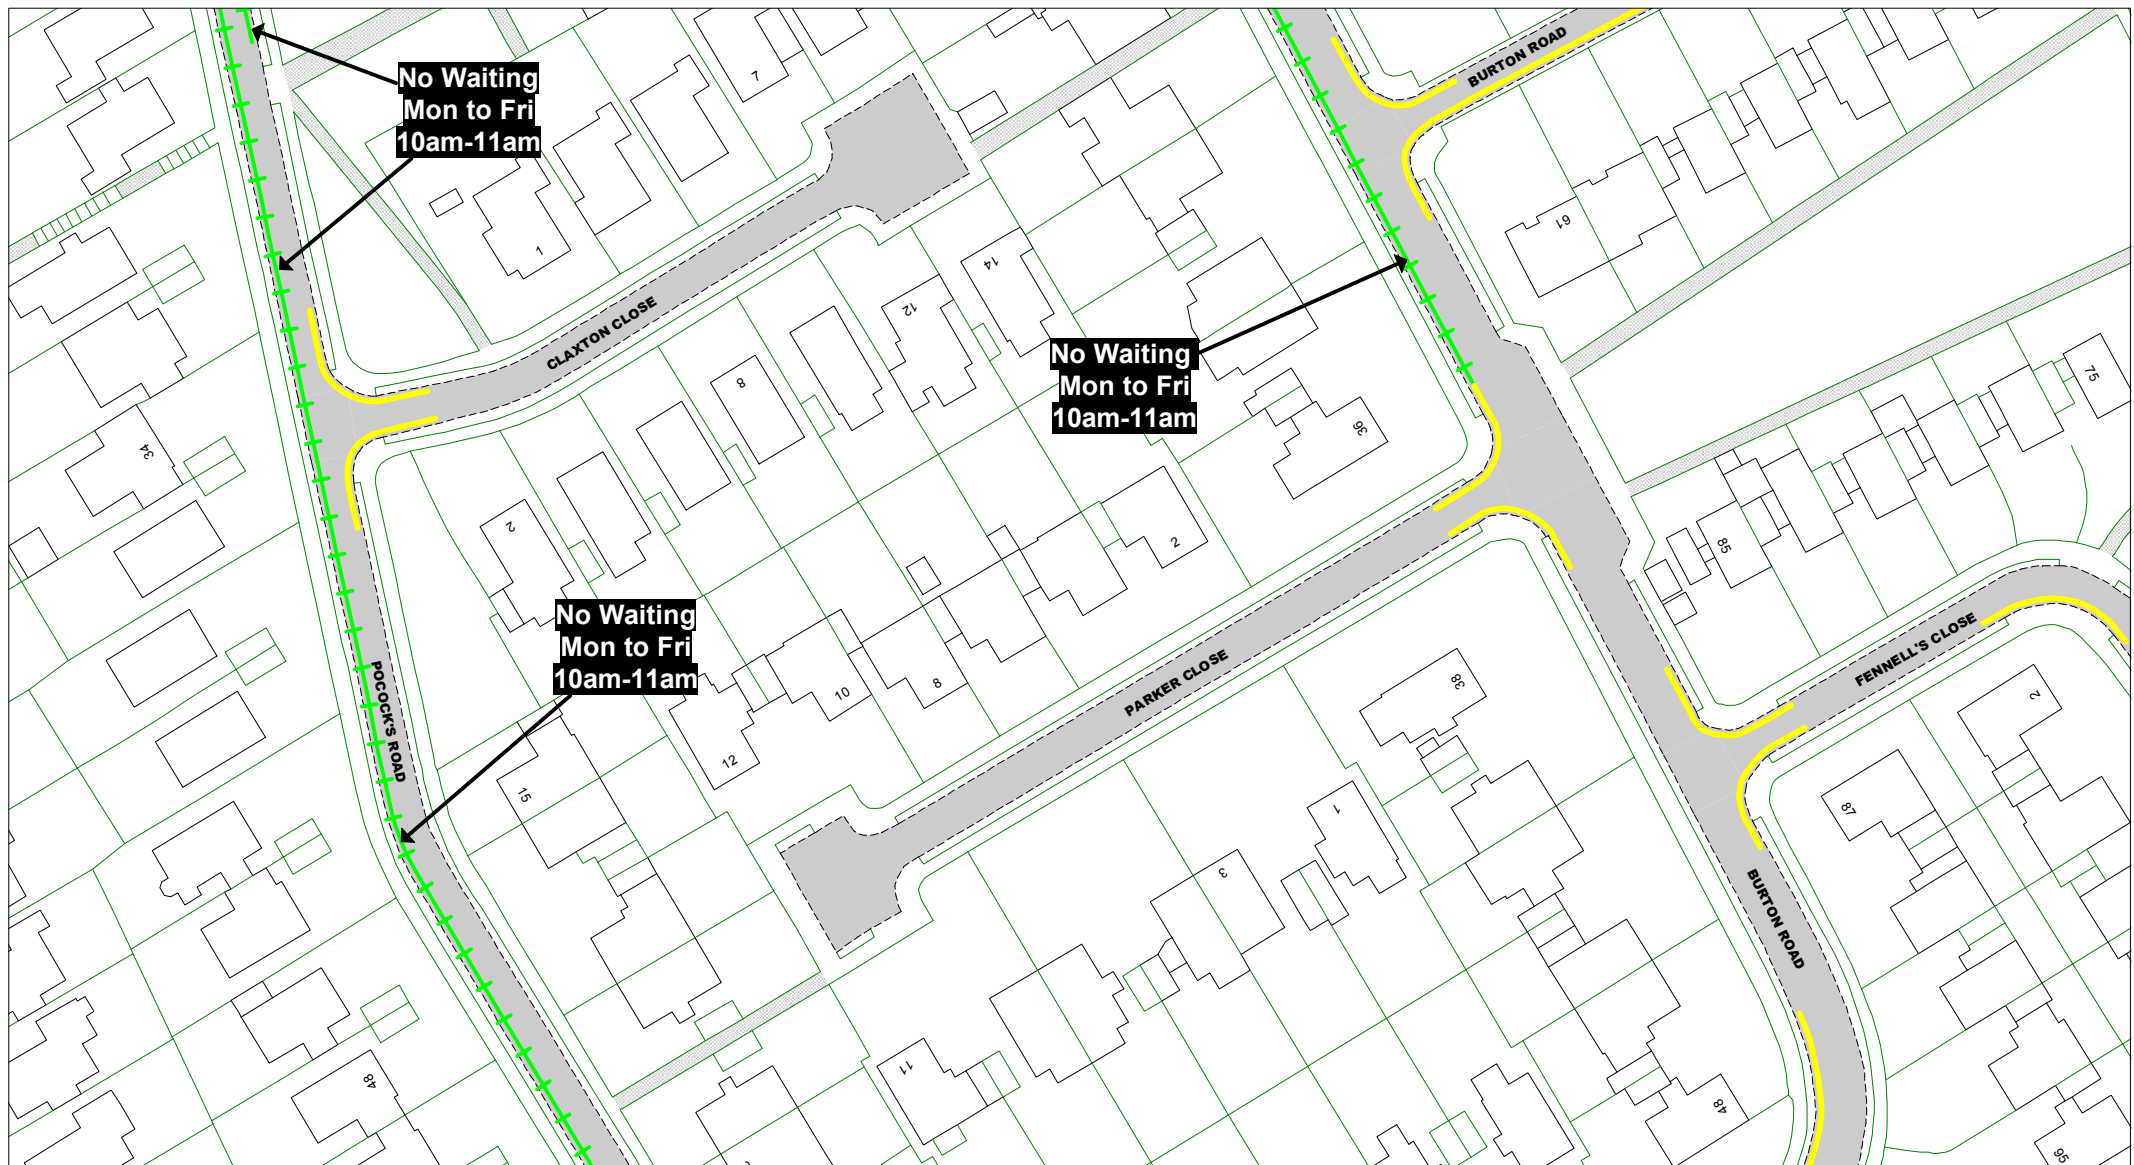 No Waiting
Mon to Fri
10am-11am
7
BURTON ROAD
1
61
CLAXTON CLOSE
14
12
No Waiting
Mon to Fri
10am-11am
8
75
34
36
2
2
85
No Waiting
Mon to Fri
10am-11am
POCOCK'S ROAD
PARKER CLOSE
FENNELL'S CLOSE
10
8
38
2
12
15
1
87
3
BURTON ROAD
11
48
48
95